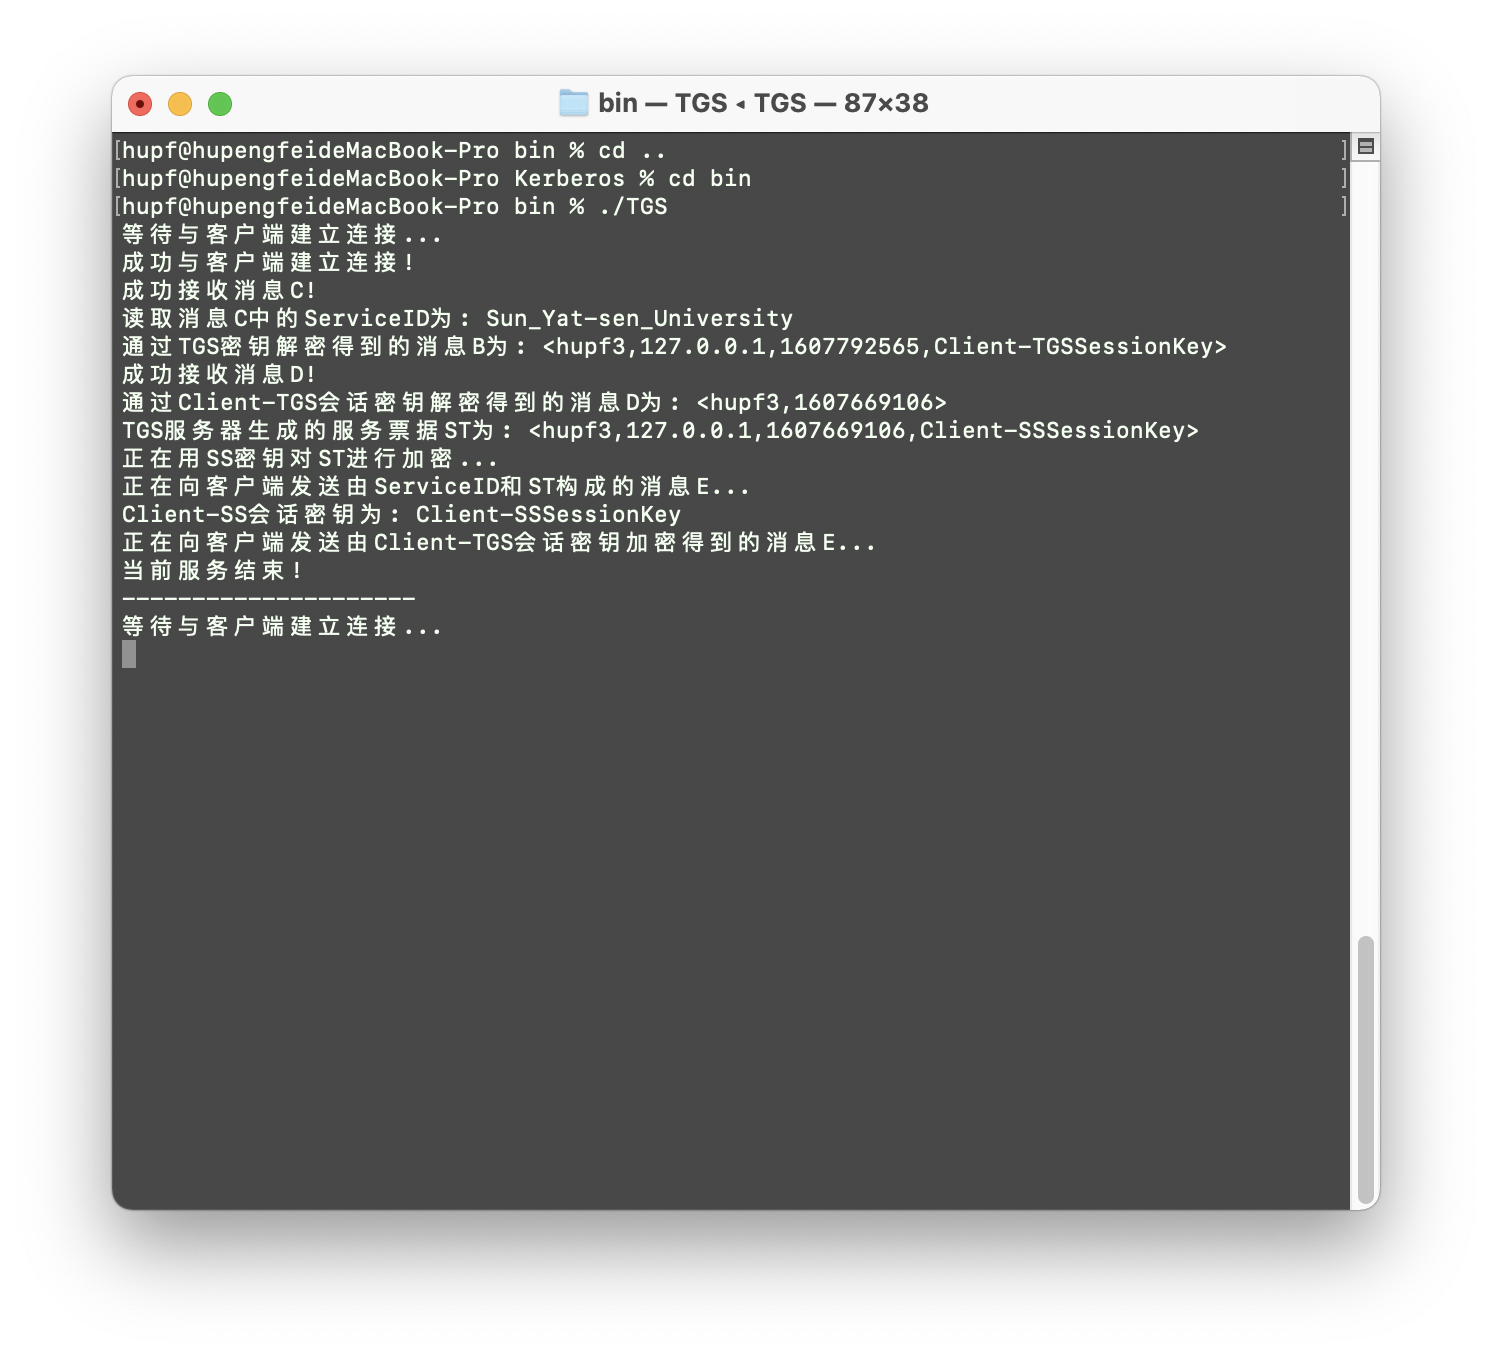 bin — TGS ◂ TGS — 87×38
[hupf@hupengfeideMacBook-Pro bin % cd ..]
[hupf@hupengfeideMacBook-Pro Kerberos % cd bin]
[hupf@hupengfeideMacBook-Pro bin % ./TGS]
等待与客户端建立连接...
成功与客户端建立连接!
成功接收消息C!
读取消息C中的ServiceID为: Sun_Yat-sen_University
通过TGS密钥解密得到的消息B为: <hupf3,127.0.0.1,1607792565,Client-TGSSessionKey>
成功接收消息D!
通过Client-TGS会话密钥解密得到的消息D为: <hupf3,1607669106>
TGS服务器生成的服务票据ST为: <hupf3,127.0.0.1,1607669106,Client-SSSessionKey>
正在用SS密钥对ST进行加密...
正在向客户端发送由ServiceID和ST构成的消息E...
Client-SS会话密钥为: Client-SSSessionKey
正在向客户端发送由Client-TGS会话密钥加密得到的消息E...
当前服务结束!
---------------------
等待与客户端建立连接...